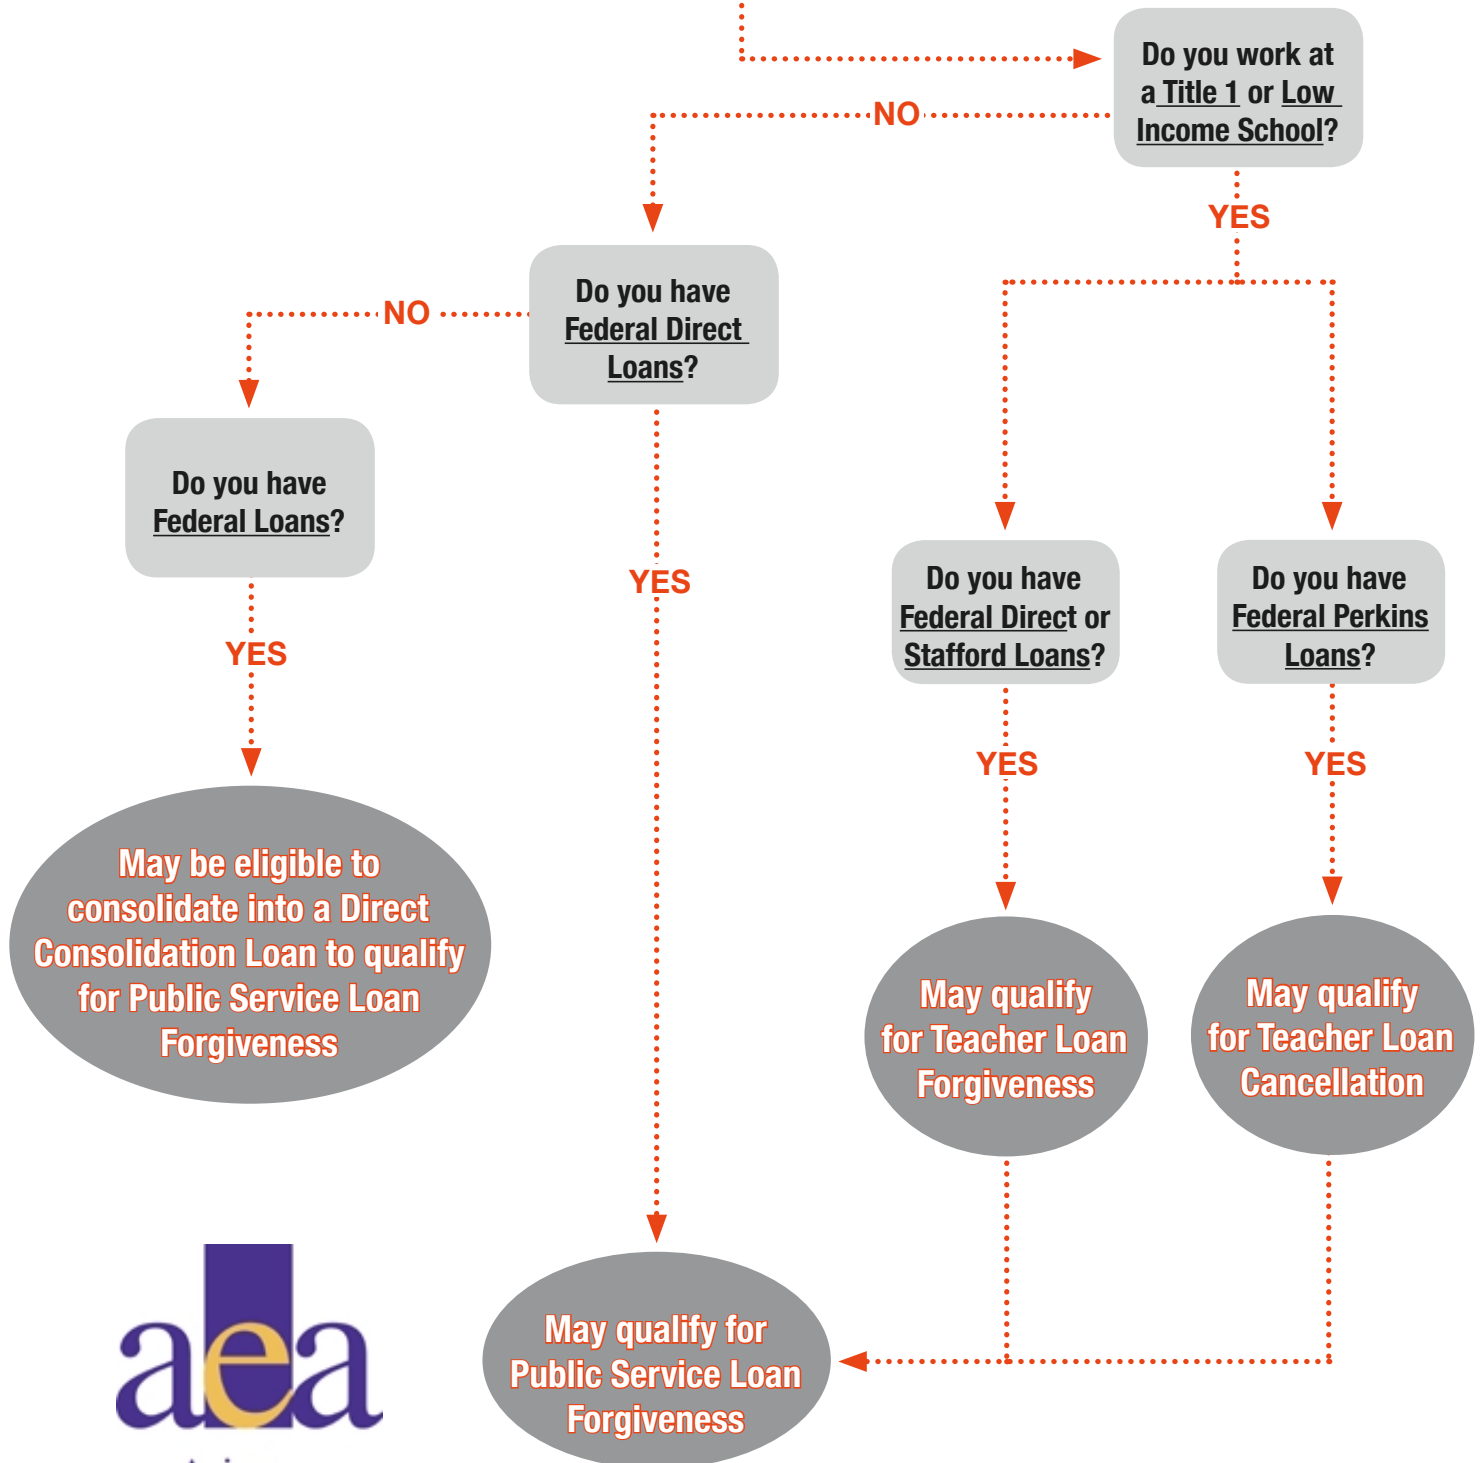 Do you work at
a Title 1 or Low
Income School?
NO
YES
Do you have
Federal Direct
Loans?
NO
Do you have
Federal Loans?
YES
YES
Do you have
Federal Direct or
Stafford Loans?
Do you have
Federal Perkins
Loans?
YES
YES
May be eligible to
consolidate into a Direct
Consolidation Loan to qualify
for Public Service Loan
Forgiveness
May qualify
for Teacher Loan
Forgiveness
May qualify
for Teacher Loan
Cancellation
May qualify for
Public Service Loan
Forgiveness
aea